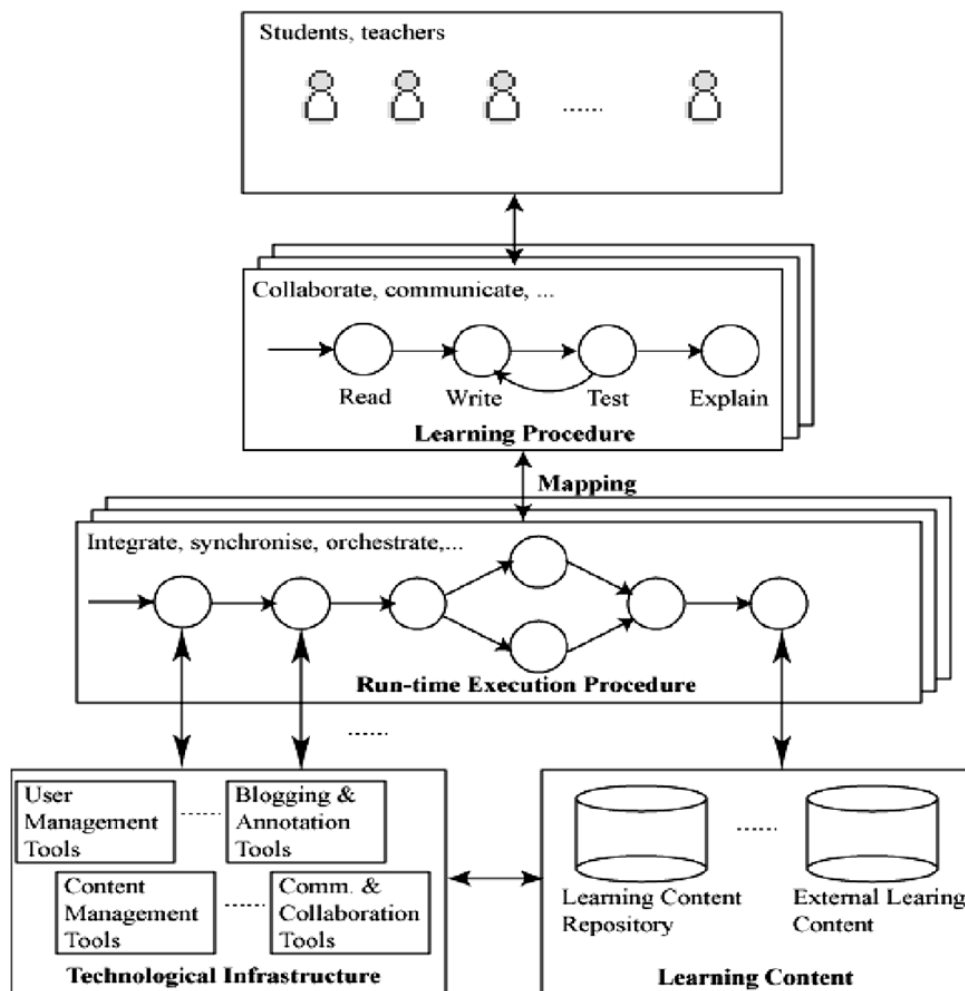 Students, teachers
......
Collaborate, communicate, ...
Read
Write
Test
Explain
Learning Procedure
Mapping
Integrate, synchronise, orchestrate,...
Run-time Execution Procedure
......
User
Management
Tools
......
Blogging &
Annotation
Tools
Content
Management
Tools
......
Comm. &
Collaboration
Tools
Technological Infrastructure
......
Learning Content
Repository
External Learing
Content
Learning Content